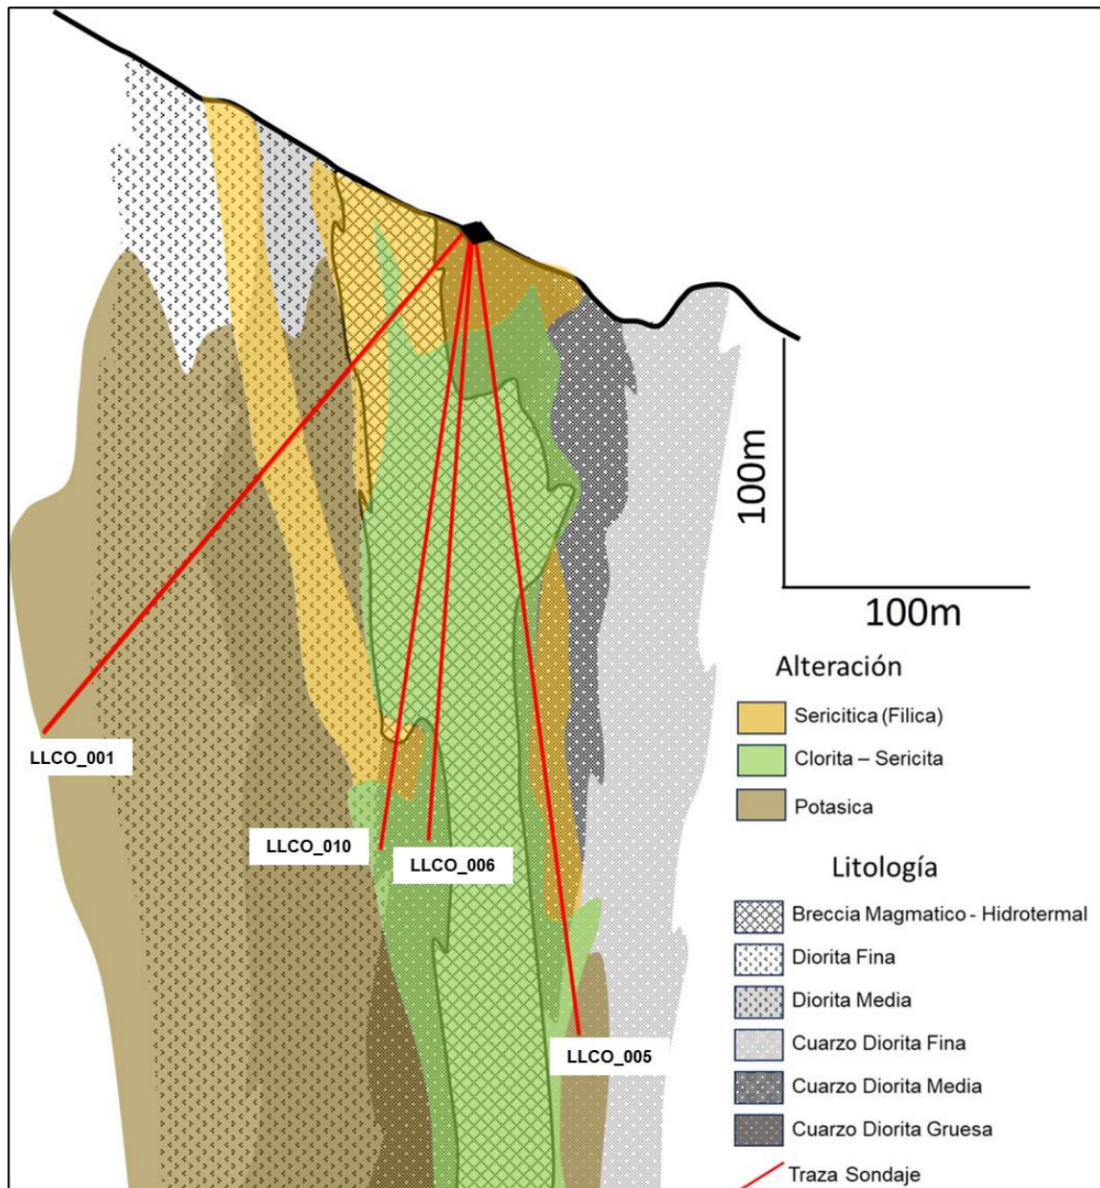 100m
100m
Alteración
Sericitica (Filica)
Clorita – Sericita
Potasica
LLCO_001
LLCO_010
LLCO_006
LLCO_005
Litología
Breccia Magmatico - Hidrotermal
Diorita Fina
Diorita Media
Cuarzo Diorita Fina
Cuarzo Diorita Media
Cuarzo Diorita Gruesa
Traza Sondaje